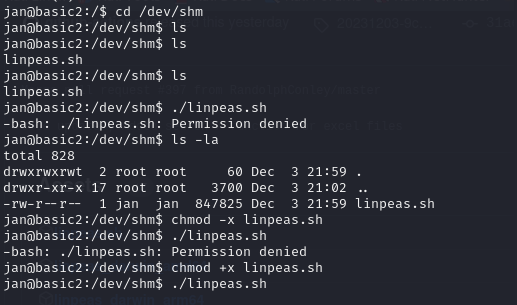 jan@basic2:/$ cd /dev/shm
jan@basic2:/dev/shm$ ls
jan@basic2:/dev/shm$ ls
linpeas.sh
jan@basic2:/dev/shm$ ls
linpeas.sh
jan@basic2:/dev/shm$ ./linpeas.sh
-bash: ./linpeas.sh: Permission denied
jan@basic2:/dev/shm$ ls -la
total 828
drwxrwxrwt  2 root root     60 Dec  3 21:59 .
drwxr-xr-x 17 root root   3700 Dec  3 21:02 ..
-rw-r--r--  1 jan  jan  847825 Dec  3 21:59 linpeas.sh
jan@basic2:/dev/shm$ chmod -x linpeas.sh
jan@basic2:/dev/shm$ ./linpeas.sh
-bash: ./linpeas.sh: Permission denied
jan@basic2:/dev/shm$ chmod +x linpeas.sh
jan@basic2:/dev/shm$ ./linpeas.sh